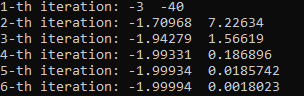 1-th iteration: -3  -40
2-th iteration: -1.70968  7.22634
3-th iteration: -1.94279  1.56619
4-th iteration: -1.99331  0.186896
5-th iteration: -1.99934  0.0185742
6-th iteration: -1.99994  0.0018023